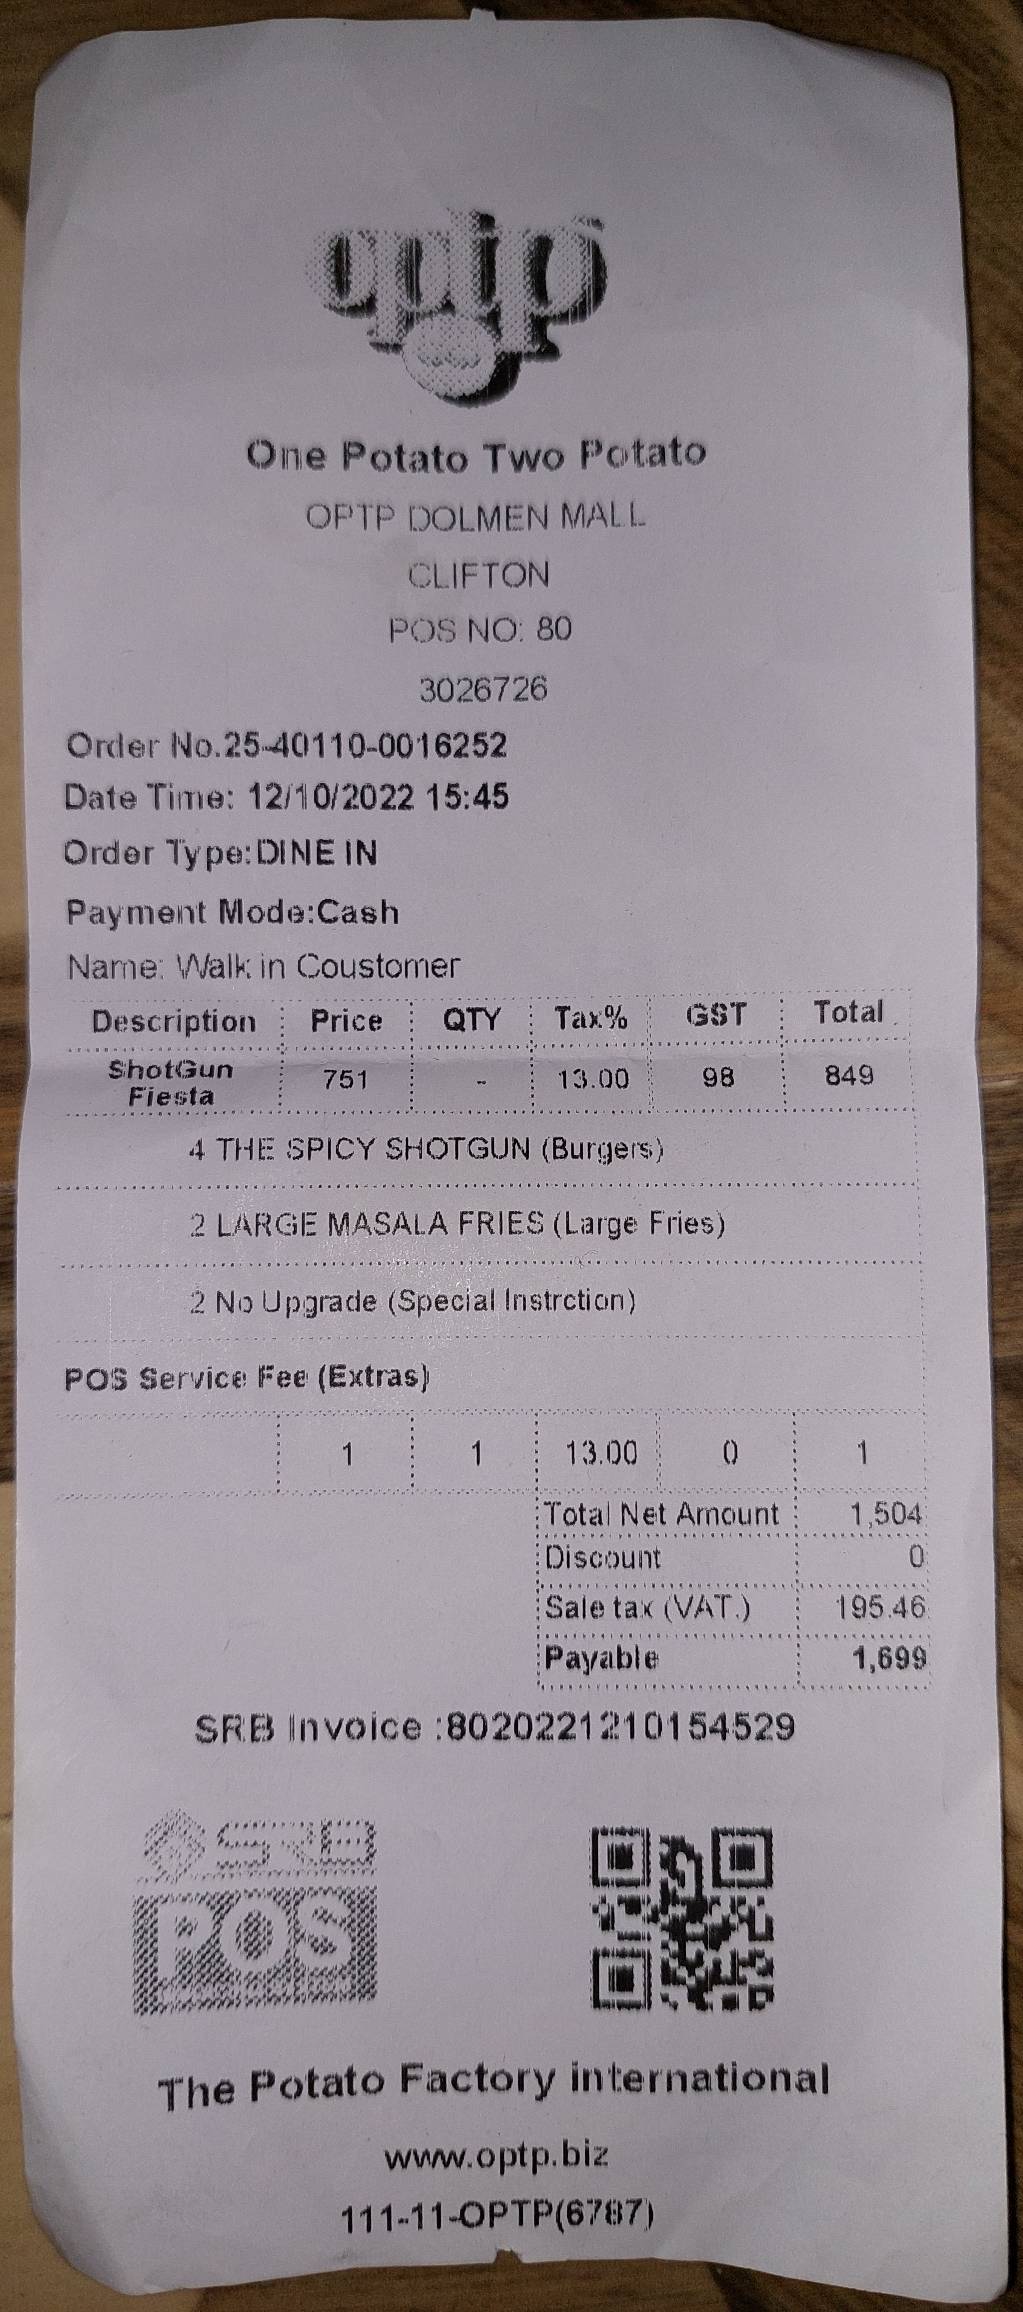 optp
One Potato Two Potato
OPTP DOLMEN MALL
CLIFTON
POS NO: 80
3026726
Order No.25-40110-0016252
Date Time: 12/10/2022 15:45
Order Type:DINE IN
Payment Mode:Cash
Name: Walk in Coustomer
Description Price QTY Tax% GST Total
ShotGun Fiesta 751 - 13.00 98 849
4 THE SPICY SHOTGUN (Burgers)
2 LARGE MASALA FRIES (Large Fries)
2 No Upgrade (Special Instrction)
POS Service Fee (Extras)
1 1 13.00 0 1
Total Net Amount 1,504
Discount 0
Sale tax (VAT.) 195.46
Payable 1,699
SRB Invoice :8020221210154529
SRB
POS
The Potato Factory international
www.optp.biz
111-11-OPTP(6787)